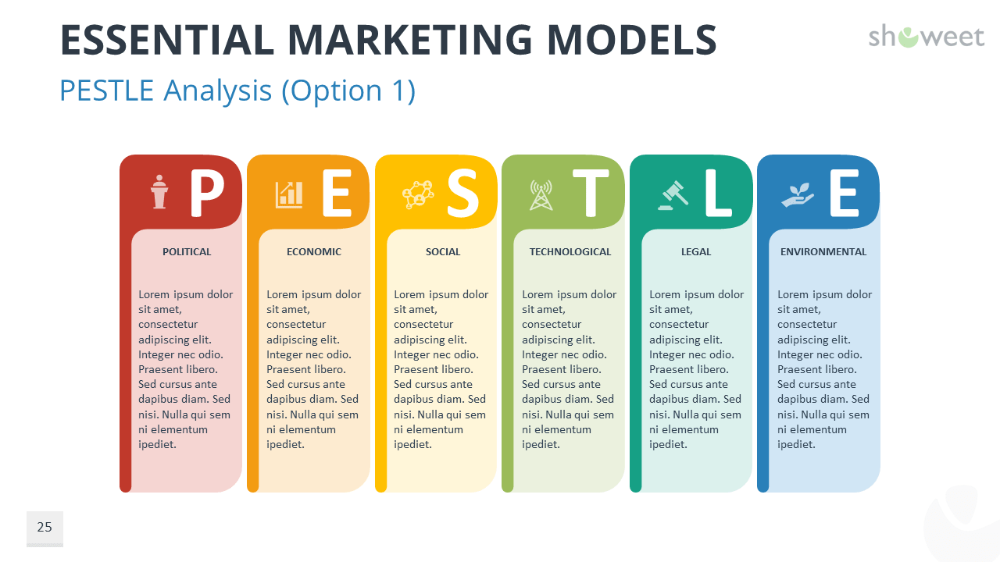 ESSENTIAL MARKETING MODELS
showeet
PESTLE Analysis (Option 1)
P
POLITICAL
Lorem ipsum dolor
sit amet,
consectetur
adipiscing elit.
Integer nec odio.
Praesent libero.
Sed cursus ante
dapibus diam. Sed
nisi. Nulla qui sem
ni elementum
ipediet.
E
ECONOMIC
Lorem ipsum dolor
sit amet,
consectetur
adipiscing elit.
Integer nec odio.
Praesent libero.
Sed cursus ante
dapibus diam. Sed
nisi. Nulla qui sem
ni elementum
ipediet.
S
SOCIAL
Lorem ipsum dolor
sit amet,
consectetur
adipiscing elit.
Integer nec odio.
Praesent libero.
Sed cursus ante
dapibus diam. Sed
nisi. Nulla qui sem
ni elementum
ipediet.
T
TECHNOLOGICAL
Lorem ipsum dolor
sit amet,
consectetur
adipiscing elit.
Integer nec odio.
Praesent libero.
Sed cursus ante
dapibus diam. Sed
nisi. Nulla qui sem
ni elementum
ipediet.
L
LEGAL
Lorem ipsum dolor
sit amet,
consectetur
adipiscing elit.
Integer nec odio.
Praesent libero.
Sed cursus ante
dapibus diam. Sed
nisi. Nulla qui sem
ni elementum
ipediet.
E
ENVIRONMENTAL
Lorem ipsum dolor
sit amet,
consectetur
adipiscing elit.
Integer nec odio.
Praesent libero.
Sed cursus ante
dapibus diam. Sed
nisi. Nulla qui sem
ni elementum
ipediet.
25